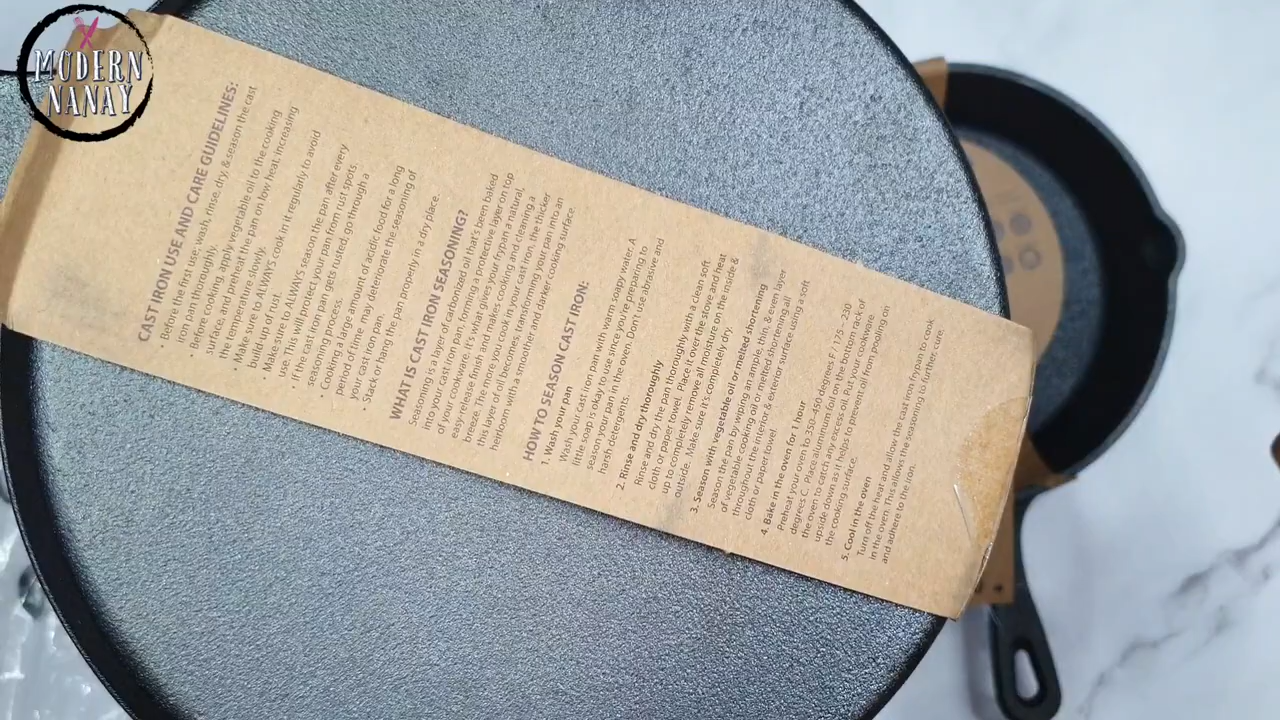 MODERN
NANAY
CAST IRON USE AND CARE GUIDELINES:
• Before the first use: wash, rinse, dry, & season the cast
iron pan thoroughly.
• Before cooking, apply vegetable oil to the cooking
surface, and preheat the pan on low heat, increasing
the temperature slowly.
• Make sure to ALWAYS cook in it regularly to avoid
build up of rust.
• Make sure to ALWAYS season the pan after every
use. This will protect your pan from rust spots.
• If the cast iron pan gets rusted, go through a
seasoning process.
• Cooking a large amount of acidic food for a long
period of time may deteriorate the seasoning of
your cast iron pan.
• Stack or hang the pan properly in a dry place.
WHAT IS CAST IRON SEASONING?
Seasoning is a layer of carbonized oil that's been baked
into your cast iron pan, forming a protective layer on top
of your cookware. It's what gives your frypan a natural,
easy-release finish and makes cooking and cleaning a
breeze. The more you cook in your cast iron, the thicker
this layer of oil becomes, transforming your pan into an
heirloom with a smoother and darker cooking surface.
HOW TO SEASON CAST IRON:
1. Wash your pan
Wash your cast iron pan with warm soapy water. A
little soap is okay to use since you're preparing to
season your pan in the oven. Don't use abrasive and
harsh detergents.
2. Rinse and dry thoroughly
Rinse and dry the pan thoroughly with a clean soft
cloth or paper towel. Place it over the stove and heat
up to completely remove all moisture on the inside &
outside. Make sure it's completely dry.
3. Season with vegetable oil or melted shortening
Season the pan by wiping an ample, thin, & even layer
of vegetable cooking oil or melted shortening all
throughout the interior & exterior surface using a soft
cloth or paper towel.
4. Bake in the oven for 1 hour
Preheat your oven to 350-450 degrees F / 175 - 230
degrees C. Place aluminum foil on the bottom rack of
the oven to catch any excess oil. Put your cookware
upside down as it helps to prevent oil from pooling on
the cooking surface.
5. Cool in the oven
Turn off the heat and allow the cast iron frypan to cool
in the oven. This allows the seasoning to further, cure,
and adhere to the iron.